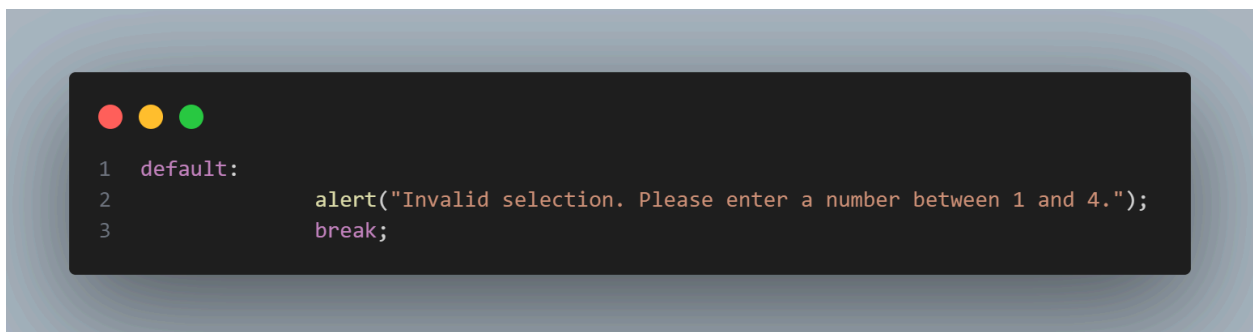 1 default:
2 alert("Invalid selection. Please enter a number between 1 and 4.");
3 break;